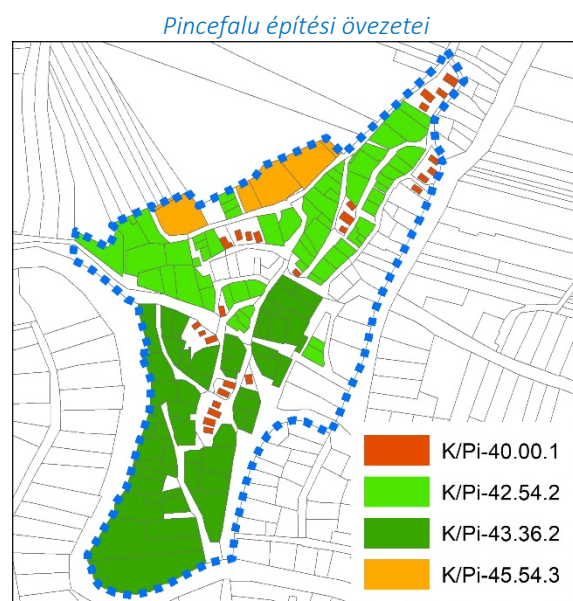 Pincefalu építési övezetei
K/Pi-40.00.1
K/Pi-42.54.2
K/Pi-43.36.2
K/Pi-45.54.3